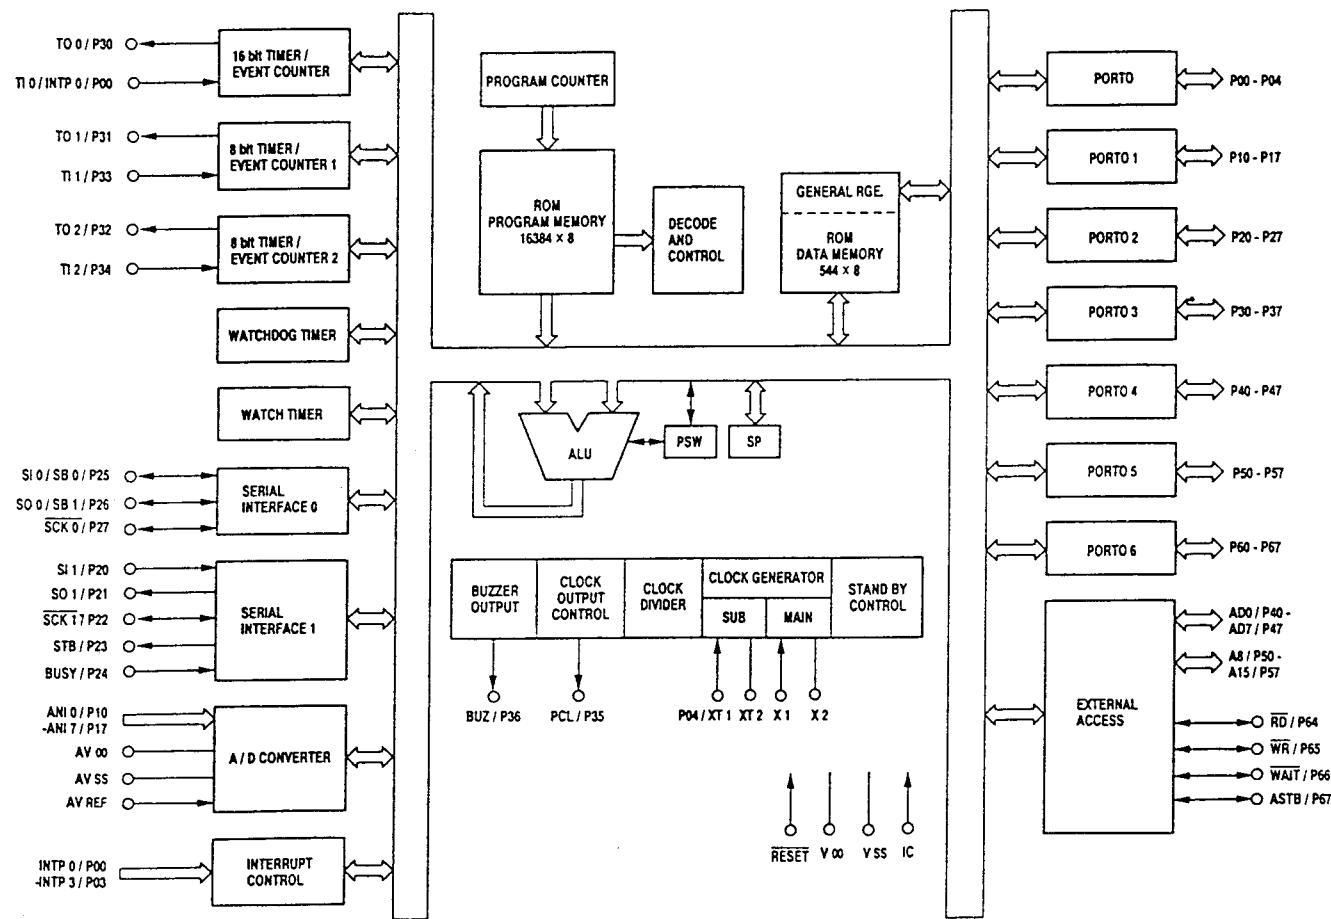 TO 0 / P30
TI 0 / INTP 0 / P00
16 bit TIMER /
EVENT COUNTER
TO 1 / P31
TI 1 / P33
8 bit TIMER /
EVENT COUNTER 1
TO 2 / P32
TI 2 / P34
8 bit TIMER /
EVENT COUNTER 2
WATCHDOG TIMER
WATCH TIMER
SI 0 / SB 0 / P25
SO 0 / SB 1 / P26
SCK 0 / P27
SERIAL
INTERFACE 0
SI 1 / P20
SO 1 / P21
SCK 17 P22
STB / P23
BUSY / P24
SERIAL
INTERFACE 1
ANI 0 / P10
-ANI 7 / P17
AV 00
AV SS
AV REF
A / D CONVERTER
INTP 0 / P00
-INTP 3 / P03
INTERRUPT
CONTROL
PROGRAM COUNTER
ROM
PROGRAM MEMORY
16384 × 8
DECODE
AND
CONTROL
GENERAL RGE.
ROM
DATA MEMORY
544 × 8
ALU
PSW
SP
BUZZER
OUTPUT
CLOCK
OUTPUT
CONTROL
CLOCK
DIVIDER
CLOCK GENERATOR
SUB
MAIN
STAND BY
CONTROL
BUZ / P36
PCL / P35
P04 / XT 1
XT 2
X 1
X 2
RESET
V 00
V SS
IC
PORTO
P00 - P04
PORTO 1
P10 - P17
PORTO 2
P20 - P27
PORTO 3
P30 - P37
PORTO 4
P40 - P47
PORTO 5
P50 - P57
PORTO 6
P60 - P67
EXTERNAL
ACCESS
AD0 / P40 -
AD7 / P47
A8 / P50 -
A15 / P57
RD / P64
WR / P65
WAIT / P66
ASTB / P67